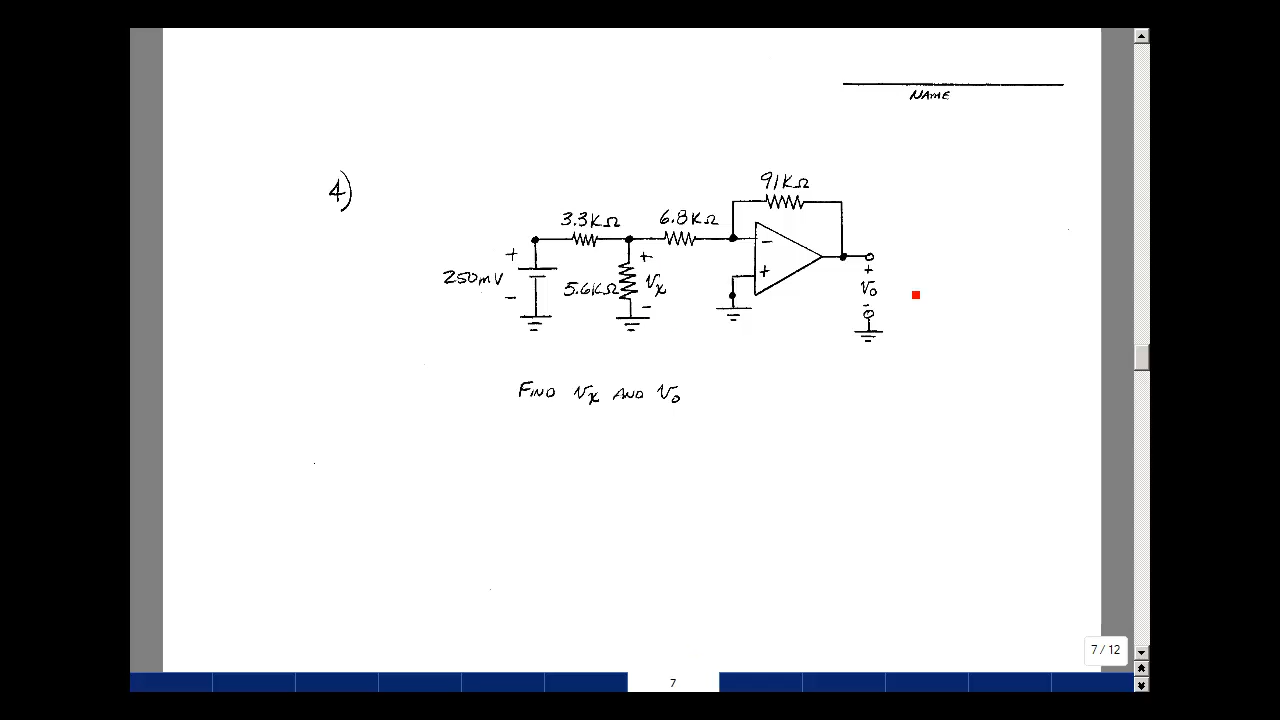 NAME
4)
91KΩ
3.3KΩ 6.8KΩ
+ + −
250mV 5.6KΩ Vx + + Vo
− − −
FIND Vx AND Vo
7 / 12
7